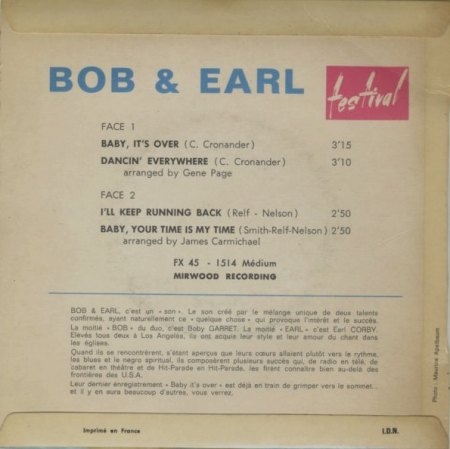 BOB & EARL
festival
FACE 1
BABY, IT'S OVER (C. Cronander) 3'15
DANCIN' EVERYWHERE (C. Cronander) 3'10
arranged by Gene Page
FACE 2
I'LL KEEP RUNNING BACK (Relf - Nelson) 2'50
BABY, YOUR TIME IS MY TIME (Smith-Relf-Nelson) 2'50
arranged by James Carmichael
FX 45 - 1514 Médium
MIRWOOD RECORDING
BOB & EARL, c'est un « son ». Le son créé par le mélange unique de deux talents
confirmés, ayant naturellement ce « quelque chose » qui provoque l'intérêt et le succès.
La moitié « BOB » du duo, c'est Boby GARRET. La moitié « EARL » c'est Earl CORBY.
Elevés tous deux à Los Angelès, ils ont acquis leur style et leur amour du chant dans
les églises.
Quand ils se rencontrèrent, s'étant aperçus que leurs cœurs allaient plutôt vers le rythme,
les blues et le negro spiritual, ils composèrent plusieurs succès qui, de radio en télé, de
cabaret en théâtre et de Hit-Parade en Hit-Parade, les firent connaître bien au-delà des
frontières des U.S.A.
Leur dernier enregistrement « Baby it's over » est déjà en train de grimper vers le sommet...
et il y en aura beaucoup d'autres, vous verrez.
Photo : Maurice Apelbaum
Imprimé en France I.D.N.